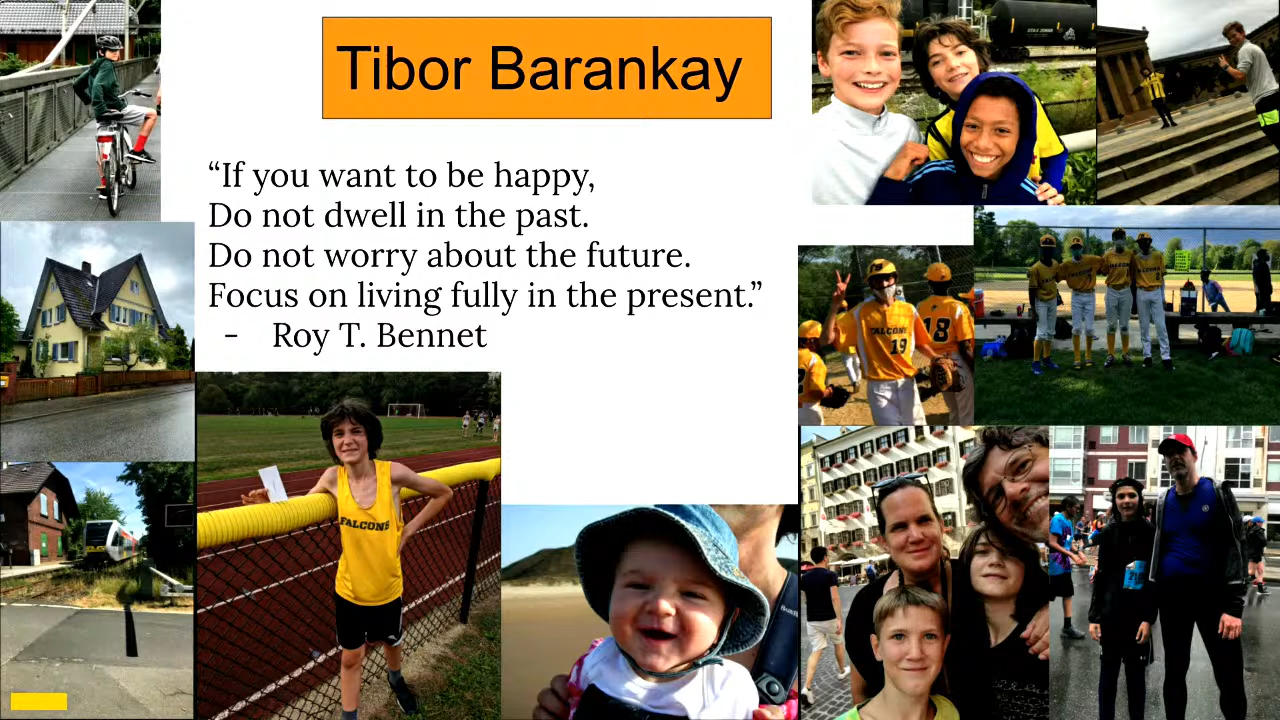 Tibor Barankay
“If you want to be happy,
Do not dwell in the past.
Do not worry about the future.
Focus on living fully in the present.”
- Roy T. Bennet
FALCONS
FALCONS
19
18